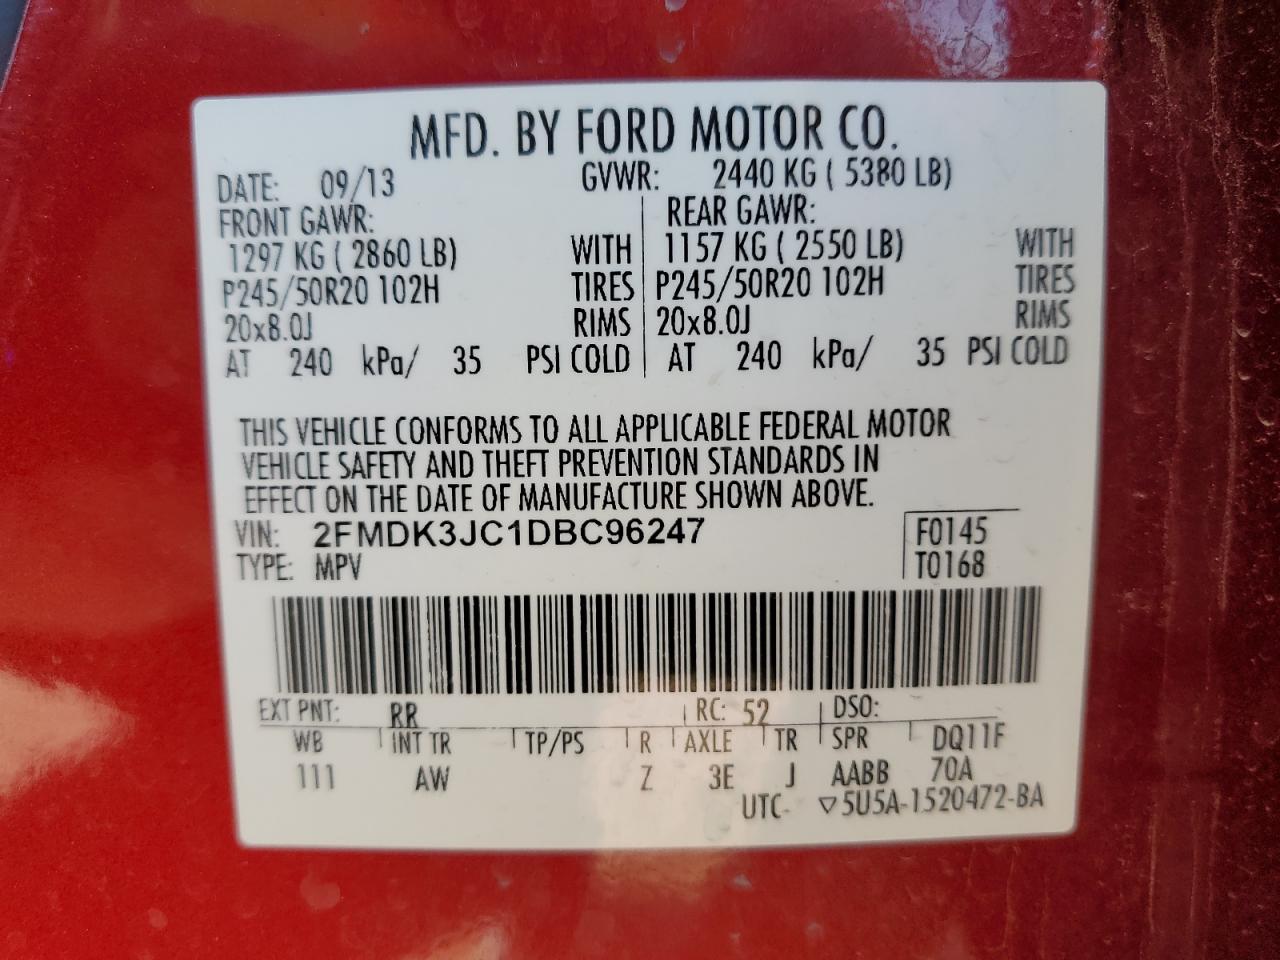 MFD. BY FORD MOTOR CO.
DATE: 09/13 GVWR: 2440 KG ( 5380 LB)
FRONT GAWR: REAR GAWR:
1297 KG ( 2860 LB) WITH 1157 KG ( 2550 LB) WITH
P245/50R20 102H TIRES P245/50R20 102H TIRES
20x8.0J RIMS 20x8.0J RIMS
AT 240 kPa/ 35 PSI COLD AT 240 kPa/ 35 PSI COLD
THIS VEHICLE CONFORMS TO ALL APPLICABLE FEDERAL MOTOR
VEHICLE SAFETY AND THEFT PREVENTION STANDARDS IN
EFFECT ON THE DATE OF MANUFACTURE SHOWN ABOVE.
VIN: 2FMDK3JC1DBC96247 F0145
TYPE: MPV T0168
EXT PNT: RR RC: 52 DSO:
WB INT TR TP/PS R AXLE TR SPR DQ11F
111 AW Z 3E J AABB 70A
UTC- ▽5U5A-1520472-BA